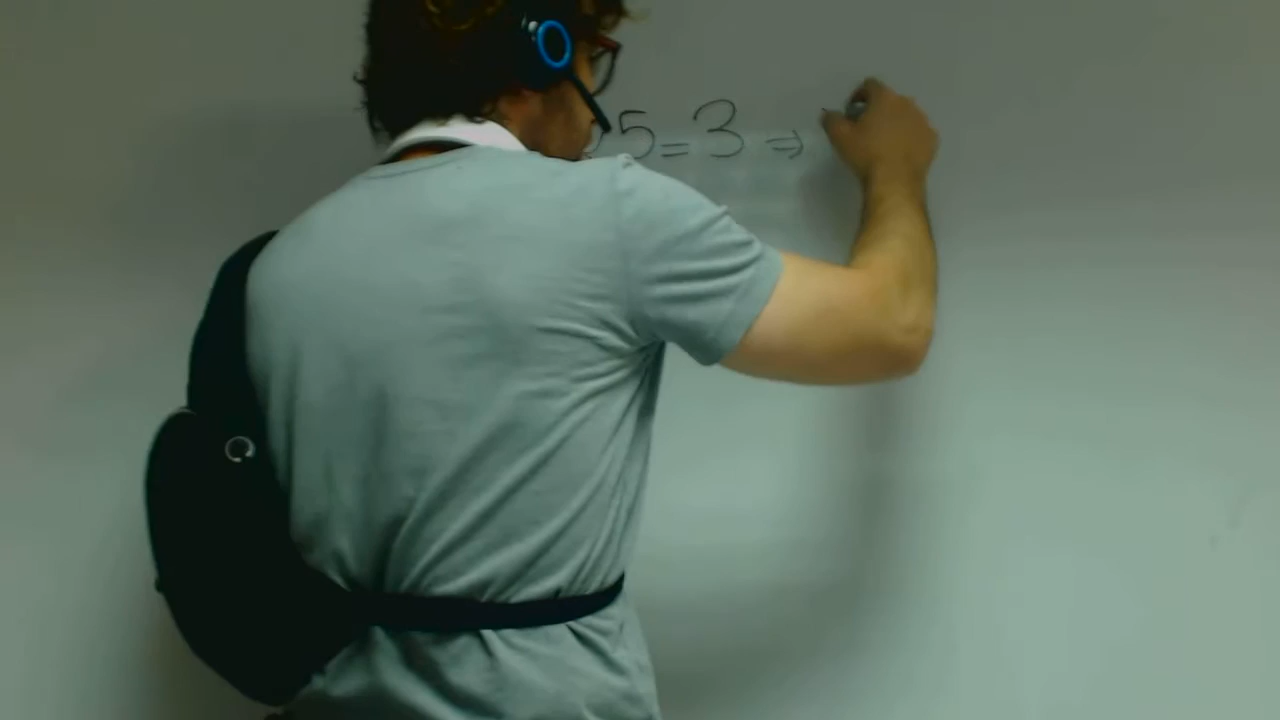 5 = 3 ⇒